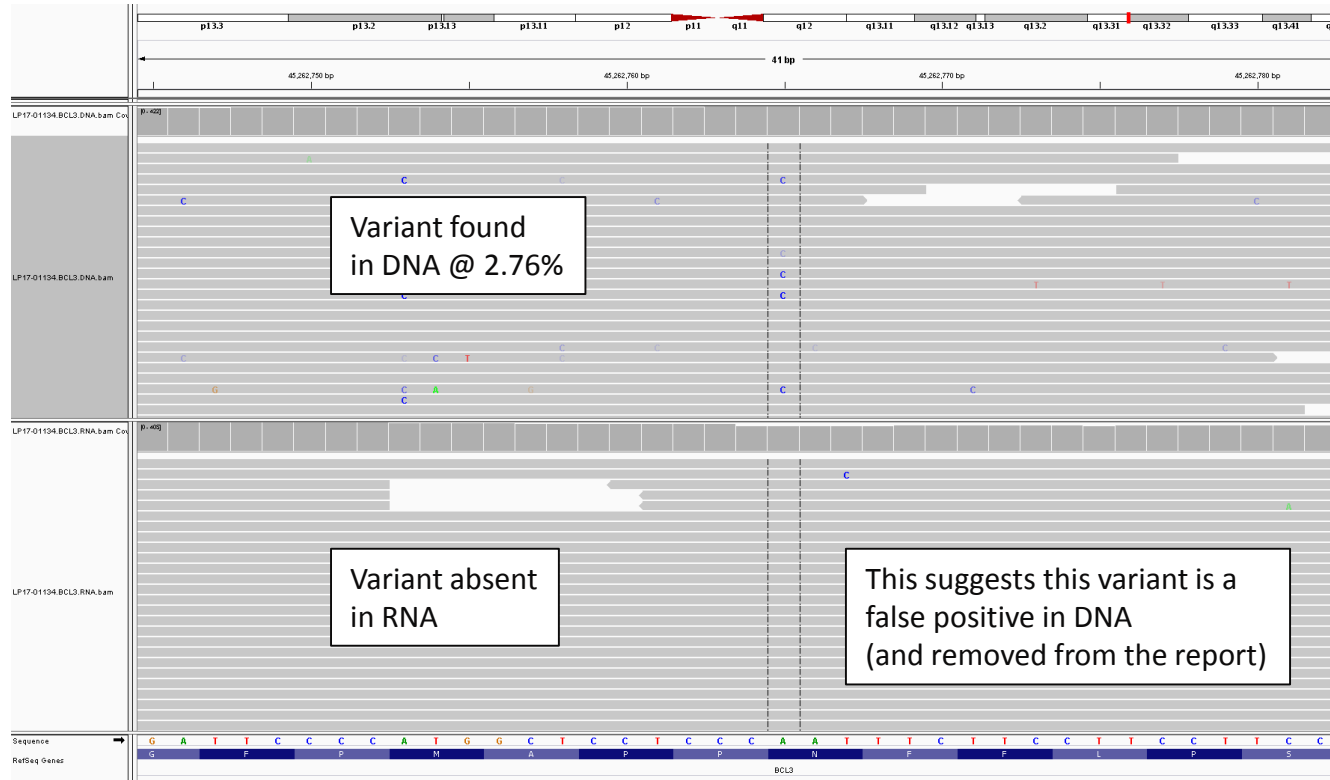 p13.3 p13.2 p13.13 p13.11 p12 p11 q11 q12 q13.11 q13.12 q13.13 q13.2 q13.31 q13.32 q13.33 q13.41
41 bp
45,262,750 bp 45,262,760 bp 45,262,770 bp 45,262,780 bp
LP17-01134.BCL3.DNA.bam Cov
[0-422]
A
C C C
C C C
Variant found
in DNA @ 2.76%
LP17-01134.BCL3.DNA.bam
C
C
T T T
C C
C C C C
C C C T C
G C A G C C
C
LP17-01134.BCL3.RNA.bam Cov
[0-405]
C
A
Variant absent
in RNA
This suggests this variant is a
false positive in DNA
(and removed from the report)
LP17-01134.BCL3.RNA.bam
Sequence
G A T T C C C C A T G G C T C C T C C C A A T T T C T T C C T T C C T T C C
RefSeq Genes
G F P M A P P N F F L P S
BCL3